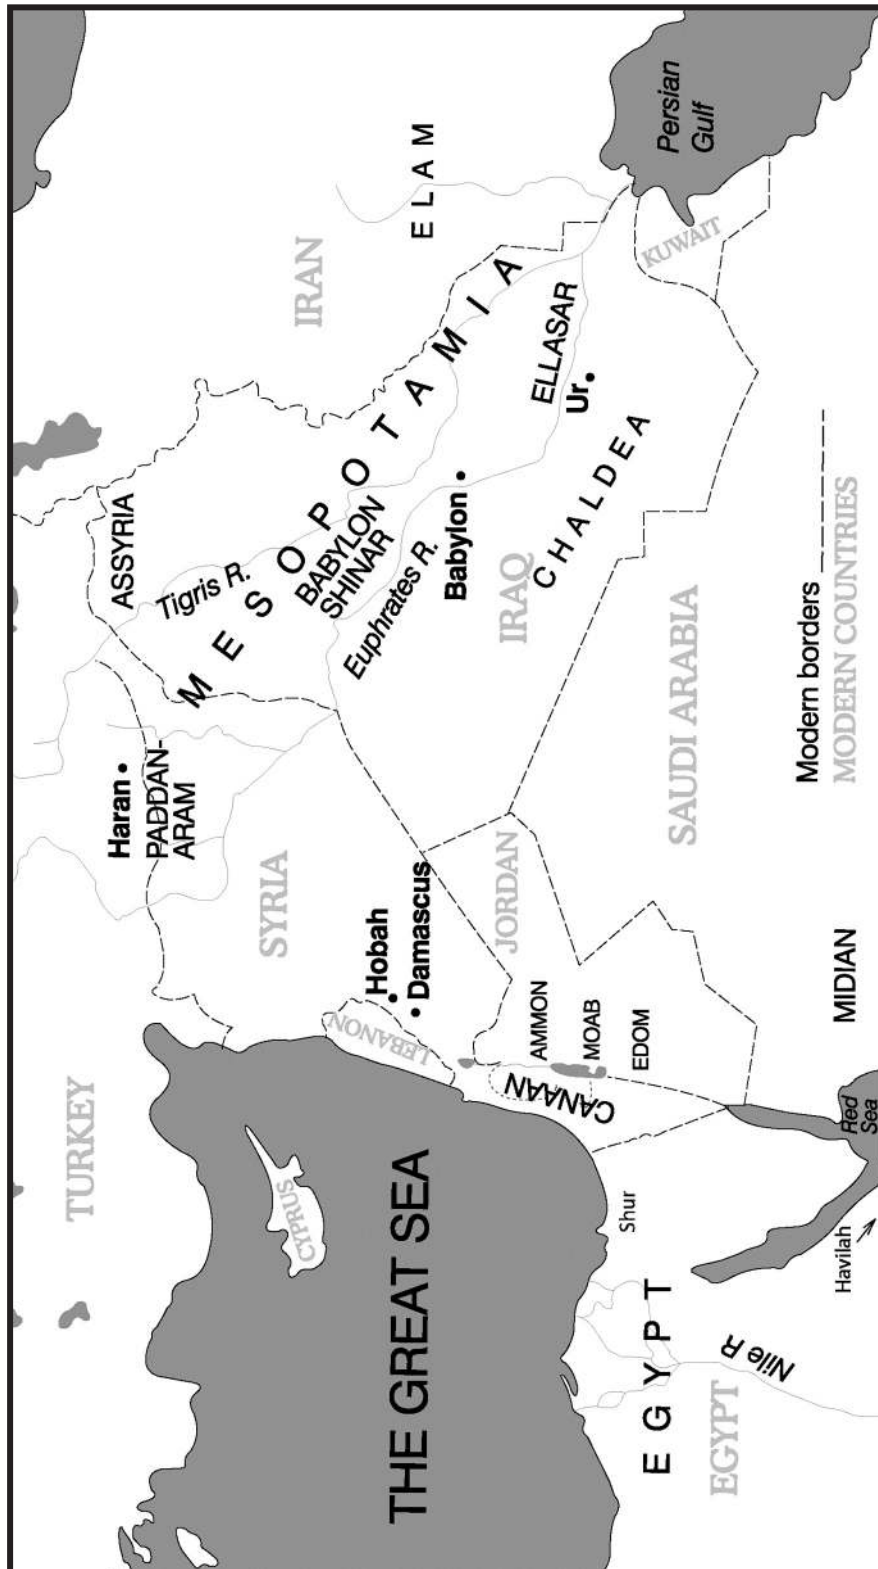 TURKEY
CYPRUS
THE GREAT SEA
Haran
PADDAN-
ARAM
SYRIA
LEBANON
Hobah
Damascus
ASSYRIA
Tigris R.
MESOPOTAMIA
BABYLON
SHINAR
Euphrates R.
Babylon
IRAQ
CHALDEA
ELLASAR
Ur
IRAN
ELAM
Persian
Gulf
KUWAIT
JORDAN
AMMON
MOAB
EDOM
CANAAN
SAUDI ARABIA
MIDIAN
Red
Sea
Shur
Havilah
EGYPT
EGYPT
Nile R
Modern borders
MODERN COUNTRIES